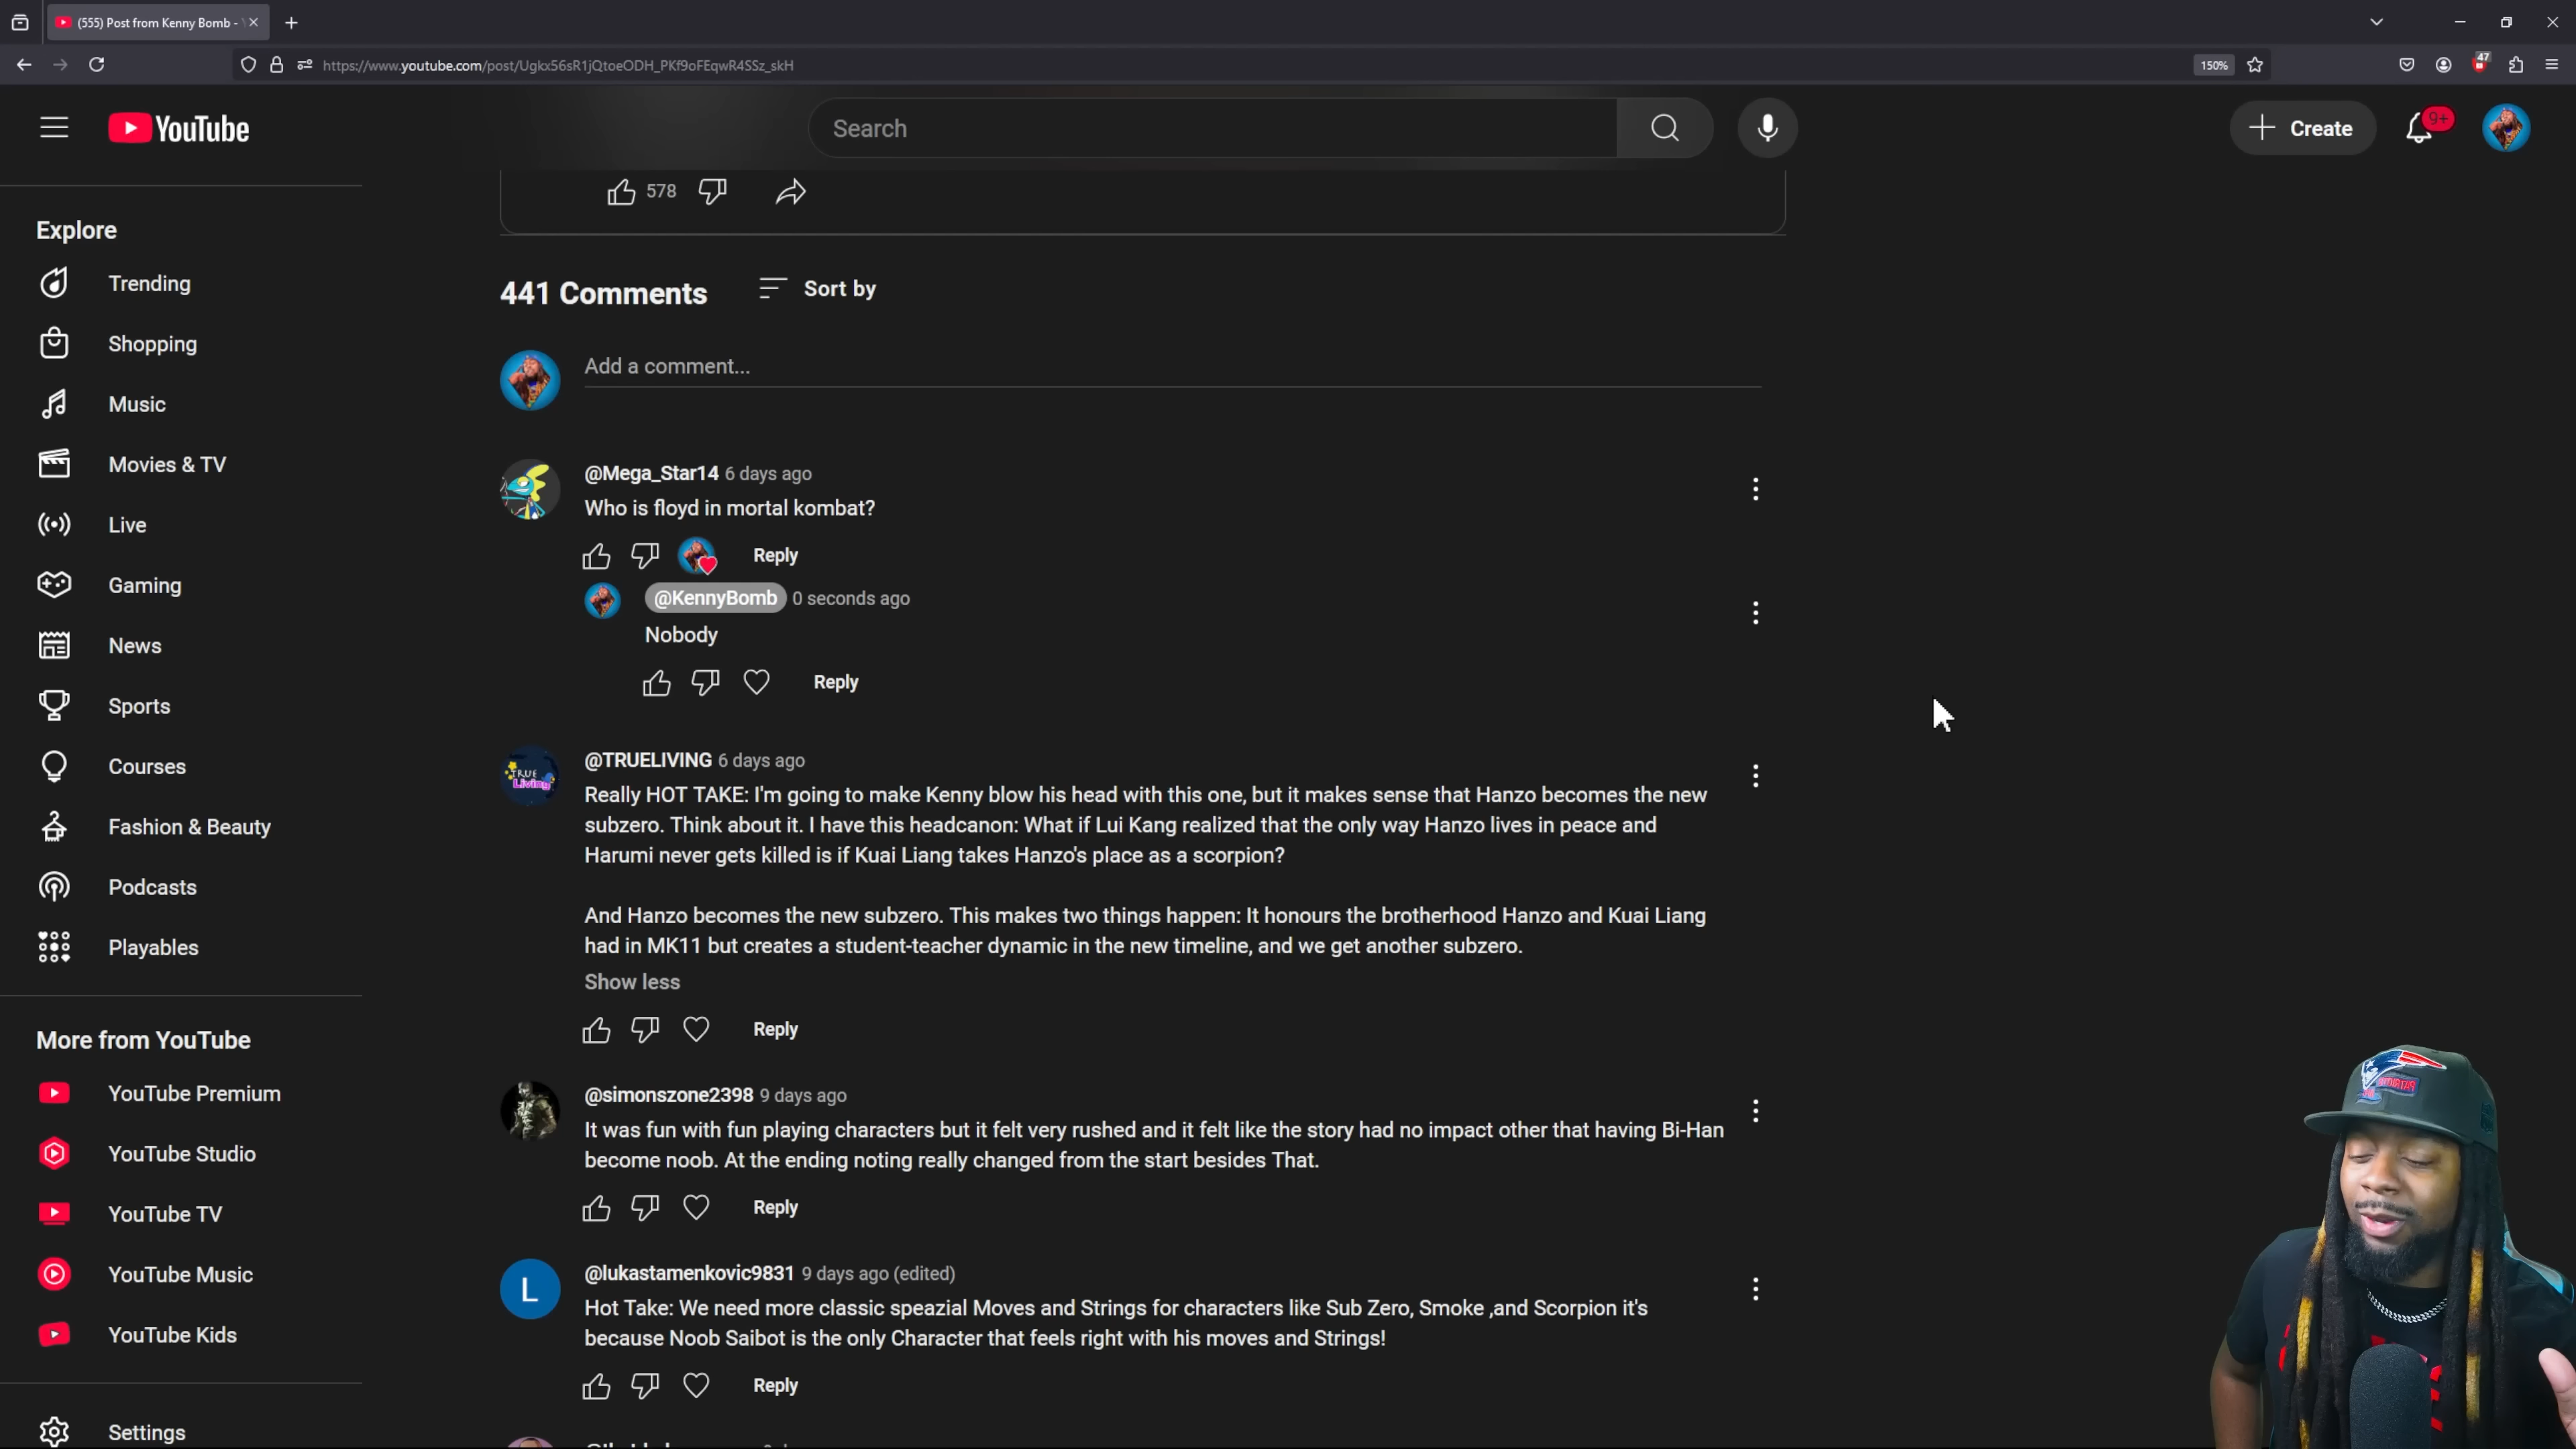 (555) Post from Kenny Bomb -
https://www.youtube.com/post/Ugkx56sR1jQtoeODH_PKf9oFEqwR4SSz_skH
150%
47
YouTube
Search
Create
9+
Explore
Trending
Shopping
Music
Movies & TV
Live
Gaming
News
Sports
Courses
Fashion & Beauty
Podcasts
Playables
More from YouTube
YouTube Premium
YouTube Studio
YouTube TV
YouTube Music
YouTube Kids
Settings
578
441 Comments
Sort by
Add a comment...
@Mega_Star14 6 days ago
Who is floyd in mortal kombat?
Reply
@KennyBomb 0 seconds ago
Nobody
Reply
TRUE
Living
@TRUELIVING 6 days ago
Really HOT TAKE: I'm going to make Kenny blow his head with this one, but it makes sense that Hanzo becomes the new
subzero. Think about it. I have this headcanon: What if Lui Kang realized that the only way Hanzo lives in peace and
Harumi never gets killed is if Kuai Liang takes Hanzo's place as a scorpion?
And Hanzo becomes the new subzero. This makes two things happen: It honours the brotherhood Hanzo and Kuai Liang
had in MK11 but creates a student-teacher dynamic in the new timeline, and we get another subzero.
Show less
Reply
@simonszone2398 9 days ago
It was fun with fun playing characters but it felt very rushed and it felt like the story had no impact other that having Bi-Han
become noob. At the ending noting really changed from the start besides That.
Reply
L
@lukastamenkovic9831 9 days ago (edited)
Hot Take: We need more classic speazial Moves and Strings for characters like Sub Zero, Smoke ,and Scorpion it's
because Noob Saibot is the only Character that feels right with his moves and Strings!
Reply